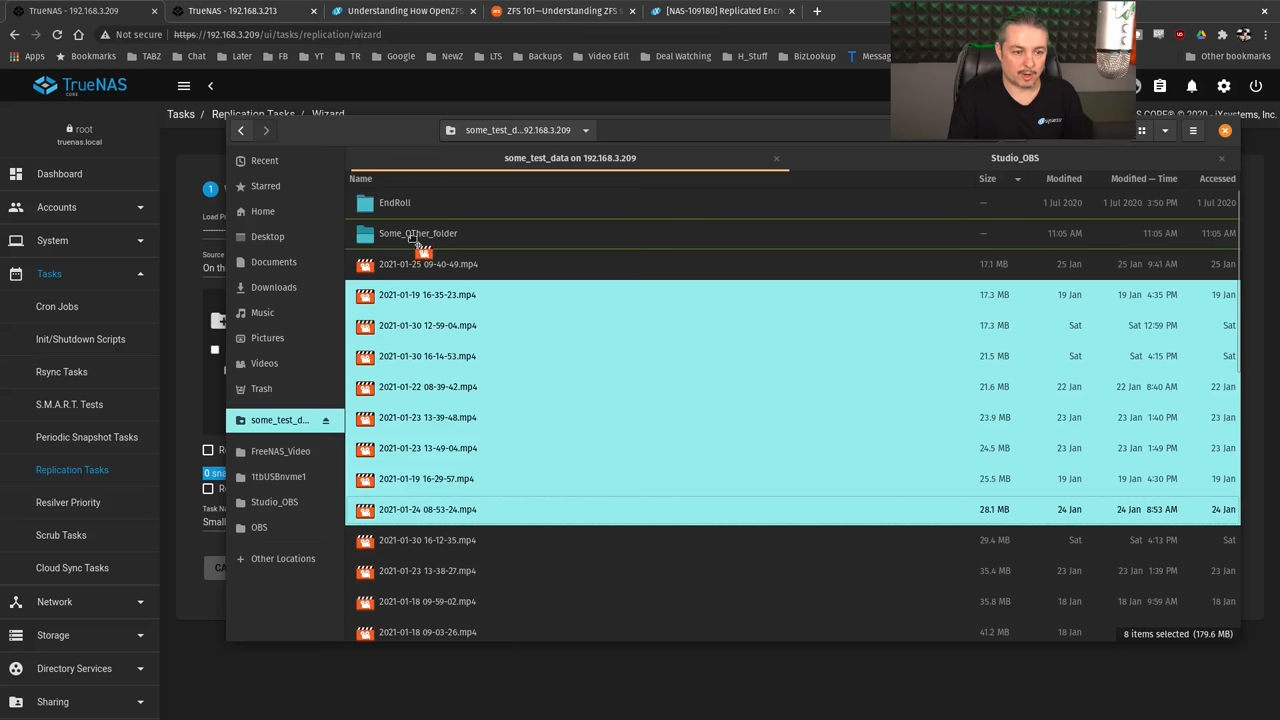 TrueNAS - 192.168.3.209
TrueNAS - 192.168.3.213
Understanding How OpenZFS
ZFS 101—Understanding ZFS s
[NAS-109180] Replicated Enc
Not secure
https://192.168.3.209/ui/tasks/replication/wizard
Apps
Bookmarks
TABZ
Chat
Later
FB
YT
TR
Google
NewZ
LTS
Backups
Video Edit
Deal Watching
H_Stuff
BizLookup
Messag
Other bookmarks
TrueNAS
CORE
CORE® © 2020 - iXsystems, Inc.
root
truenas.local
Tasks / Replication Tasks / Wizard
Dashboard
Accounts
System
Tasks
Cron Jobs
Init/Shutdown Scripts
Rsync Tasks
S.M.A.R.T. Tests
Periodic Snapshot Tasks
Replication Tasks
Resilver Priority
Scrub Tasks
Cloud Sync Tasks
Network
Storage
Directory Services
Sharing
1
Load Pr
Source
On th
Re
0 sna
Re
Task N
Small
CA
some_test_d...92.168.3.209
Recent
Starred
Home
Desktop
Documents
Downloads
Music
Pictures
Videos
Trash
some_test_d...
FreeNAS_Video
1tbUSBnvme1
Studio_OBS
OBS
Other Locations
some_test_data on 192.168.3.209
Studio_OBS
Name Size Modified Modified — Time Accessed
EndRoll — 1 Jul 2020 1 Jul 2020 3:50 PM 1 Jul 2020
Some_Other_folder — 11:05 AM 11:05 AM 11:05 AM
2021-01-25 09-40-49.mp4 17.1 MB 25 Jan 25 Jan 9:41 AM 25 Jan
2021-01-19 16-35-23.mp4 17.3 MB 19 Jan 19 Jan 4:35 PM 19 Jan
2021-01-30 12-59-04.mp4 17.3 MB Sat Sat 12:59 PM Sat
2021-01-30 16-14-53.mp4 21.5 MB Sat Sat 4:15 PM Sat
2021-01-22 08-39-42.mp4 21.6 MB 22 Jan 22 Jan 8:40 AM 22 Jan
2021-01-23 13-39-48.mp4 23.9 MB 23 Jan 23 Jan 1:40 PM 23 Jan
2021-01-23 13-49-04.mp4 24.5 MB 23 Jan 23 Jan 1:49 PM 23 Jan
2021-01-19 16-29-57.mp4 25.5 MB 19 Jan 19 Jan 4:30 PM 19 Jan
2021-01-24 08-53-24.mp4 28.1 MB 24 Jan 24 Jan 8:53 AM 24 Jan
2021-01-30 16-12-35.mp4 29.4 MB Sat Sat 4:13 PM Sat
2021-01-23 13-38-27.mp4 35.4 MB 23 Jan 23 Jan 1:39 PM 23 Jan
2021-01-18 09-59-02.mp4 35.8 MB 18 Jan 18 Jan 9:59 AM 18 Jan
2021-01-18 09-03-26.mp4 41.2 MB 18 Jan
8 items selected (179.6 MB)